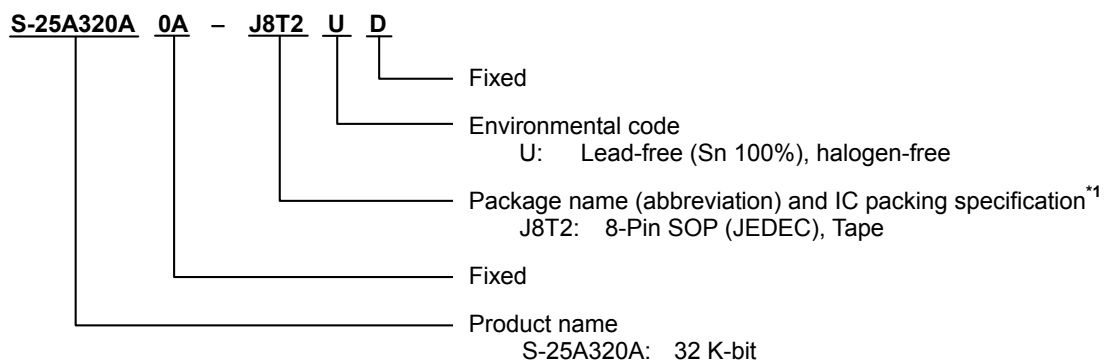 S-25A320A 0A – J8T2 U D
Fixed
Environmental code
U: Lead-free (Sn 100%), halogen-free
Package name (abbreviation) and IC packing specification*1
J8T2: 8-Pin SOP (JEDEC), Tape
Fixed
Product name
S-25A320A: 32 K-bit